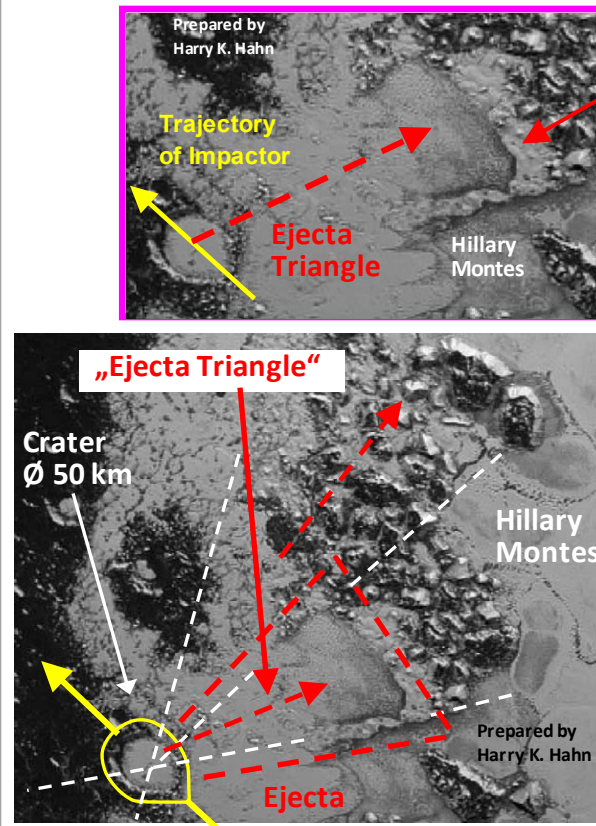 Prepared by
Harry K. Hahn
Trajectory
of Impactor
Ejecta
Triangle
Hillary
Montes
„Ejecta Triangle“
Crater
Ø 50 km
Hillary
Montes
Prepared by
Harry K. Hahn
Ejecta